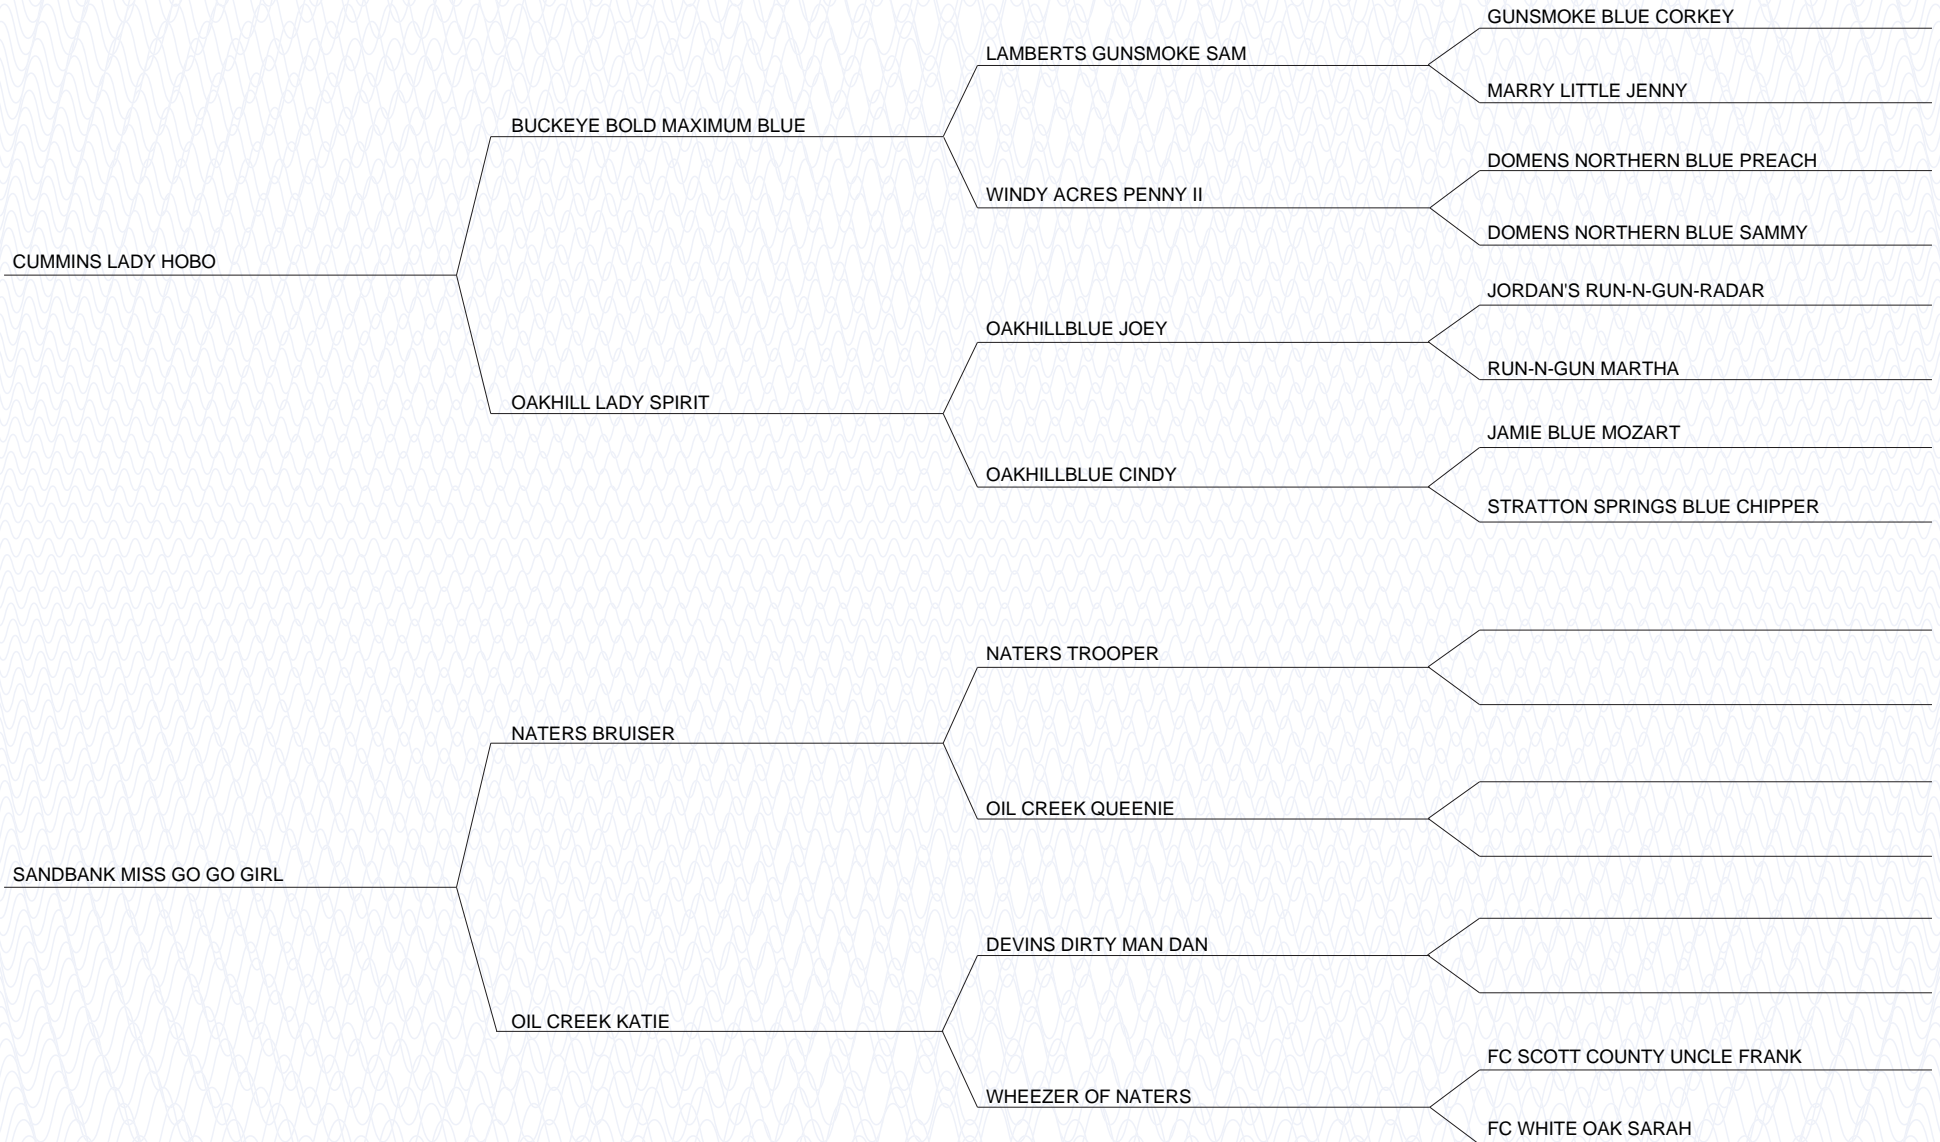 GUNSMOKE BLUE CORKEY
LAMBERTS GUNSMOKE SAM
MARRY LITTLE JENNY
BUCKEYE BOLD MAXIMUM BLUE
DOMENS NORTHERN BLUE PREACH
WINDY ACRES PENNY II
DOMENS NORTHERN BLUE SAMMY
CUMMINS LADY HOBO
JORDAN'S RUN-N-GUN-RADAR
OAKHILLBLUE JOEY
RUN-N-GUN MARTHA
OAKHILL LADY SPIRIT
JAMIE BLUE MOZART
OAKHILLBLUE CINDY
STRATTON SPRINGS BLUE CHIPPER
NATERS TROOPER
NATERS BRUISER
OIL CREEK QUEENIE
SANDBANK MISS GO GO GIRL
DEVINS DIRTY MAN DAN
OIL CREEK KATIE
FC SCOTT COUNTY UNCLE FRANK
WHEEZER OF NATERS
FC WHITE OAK SARAH